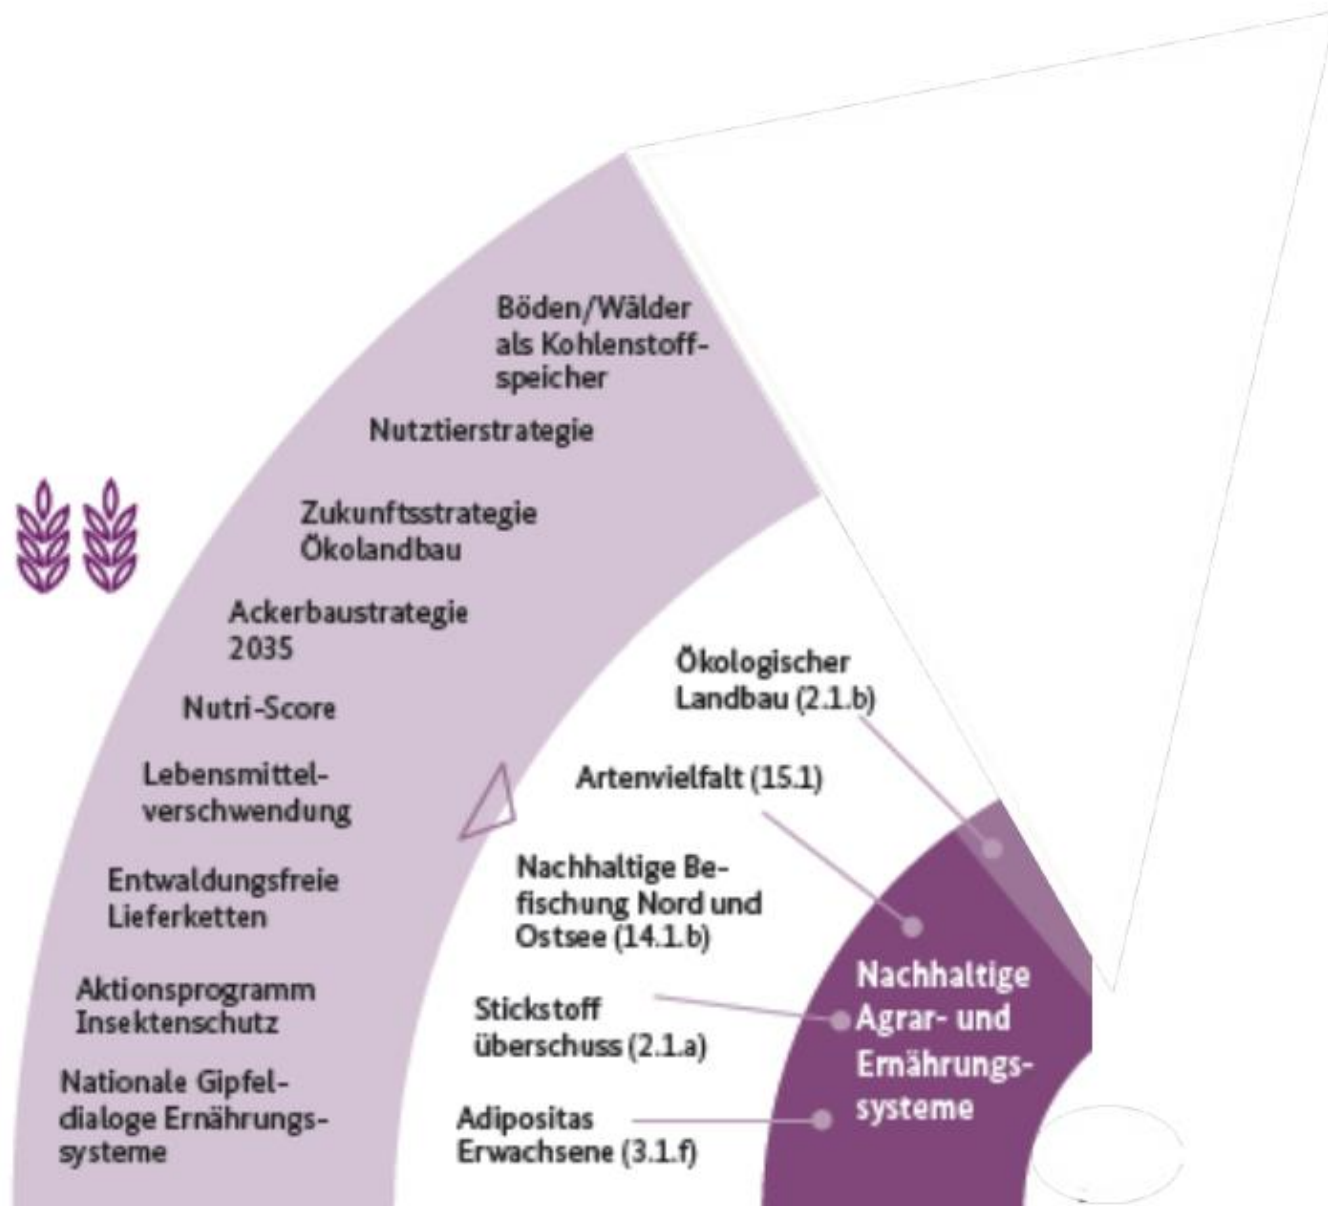 Böden/Wälder
als Kohlenstoff-
speicher
Nutztierstrategie
Zukunftsstrategie
Ökolandbau
Ackerbaustrategie
2035
Nutri-Score
Lebensmittel-
verschwendung
Entwaldungsfreie
Lieferketten
Aktionsprogramm
Insektenschutz
Nationale Gipfel-
dialoge Ernährungs-
systeme
Ökologischer
Landbau (2.1.b)
Artenvielfalt (15.1)
Nachhaltige Be-
fischung Nord und
Ostsee (14.1.b)
Stickstoff
überschuss (2.1.a)
Adipositas
Erwachsene (3.1.f)
Nachhaltige
Agrar- und
Ernährungs-
systeme